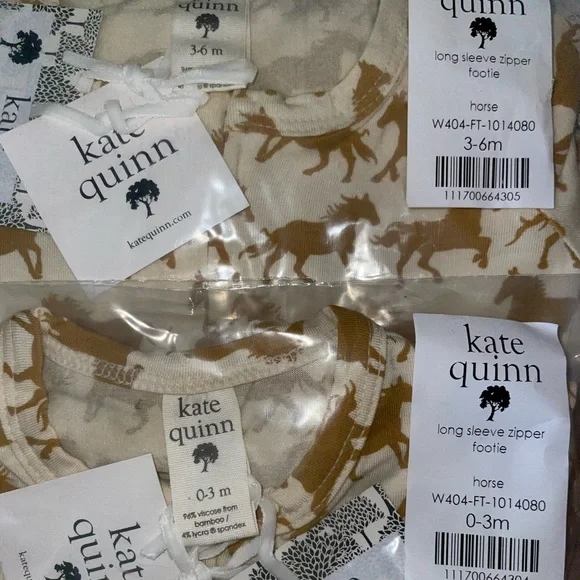 3-6 m
kate
quinn
katequinn.com
quinn
long sleeve zipper
footie
horse
W404-FT-1014080
3-6m
111700664305
kate
quinn
0-3 m
96% viscose from
bamboo /
4% lycra ® spandex
kate
quinn
long sleeve zipper
footie
horse
W404-FT-1014080
0-3m
111700664304
kate
quinn